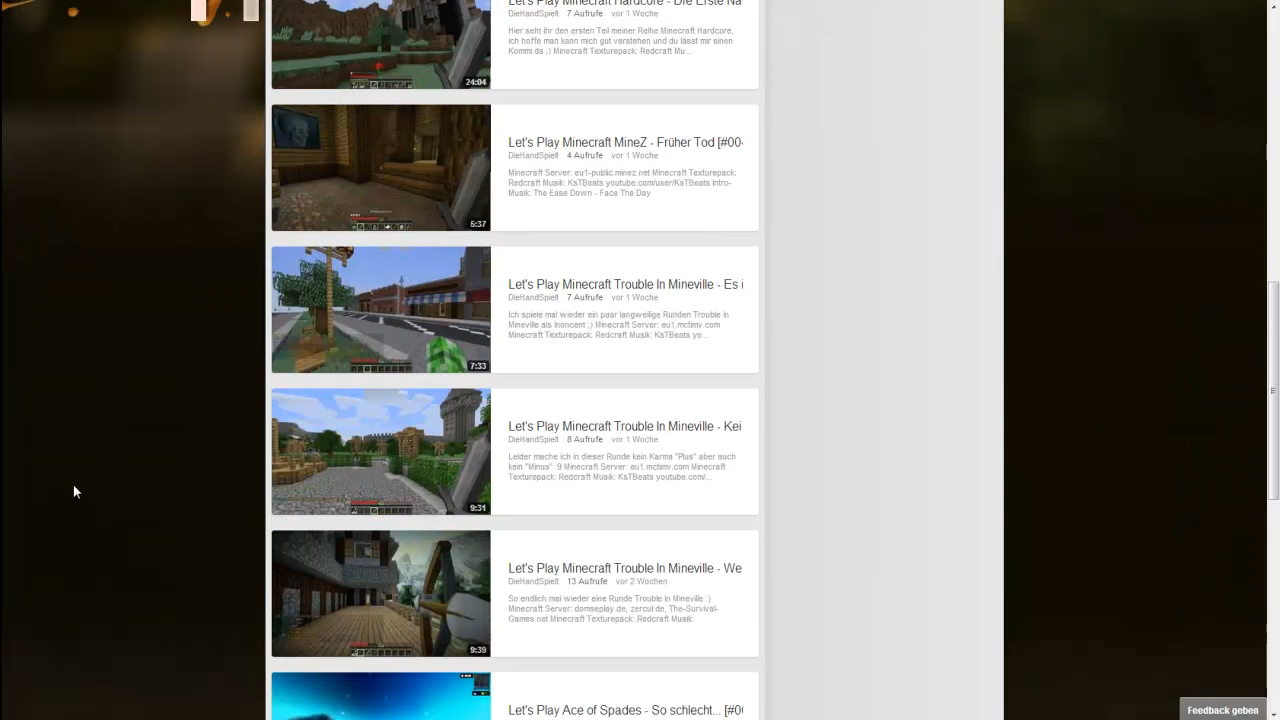 Let's Play Minecraft Hardcore - Die Erste Na
DieHandSpielt 7 Aufrufe vor 1 Woche
Hier seht ihr den ersten Teil meiner Reihe Minecraft Hardcore,
ich hoffe man kann mich gut verstehen und du lässt mir einen
Kommi da ;) Minecraft Texturepack: Redcraft Mu...
24:04
Let's Play Minecraft MineZ - Früher Tod [#00
DieHandSpielt 4 Aufrufe vor 1 Woche
Minecraft Server: eu1-public.minez.net Minecraft Texturepack:
Redcraft Musik: KsTBeats youtube.com/user/KsTBeats Intro-
Musik: The Ease Down - Face The Day
5:37
Let's Play Minecraft Trouble In Mineville - Es i
DieHandSpielt 7 Aufrufe vor 1 Woche
Ich spiele mal wieder ein paar langweilige Runden Trouble In
Mineville als Inoncent ;) Minecraft Server: eu1.mctimv.com
Minecraft Texturepack: Redcraft Musik: KsTBeats yo...
7:33
Let's Play Minecraft Trouble In Mineville - Kei
DieHandSpielt 8 Aufrufe vor 1 Woche
Leider mache ich in dieser Runde kein Karma "Plus" aber auch
kein "Minus" :9 Minecraft Server: eu1.mctimv.com Minecraft
Texturepack: Redcraft Musik: KsTBeats youtube.com/...
9:31
Let's Play Minecraft Trouble In Mineville - We
DieHandSpielt 13 Aufrufe vor 2 Wochen
So endlich mal wieder eine Runde Trouble in Mineville :)
Minecraft Server: domseplay.de, zercul.de, The-Survival-
Games.net Minecraft Texturepack: Redcraft Musik:
9:39
Let's Play Ace of Spades - So schlecht... [#00
Feedback geben